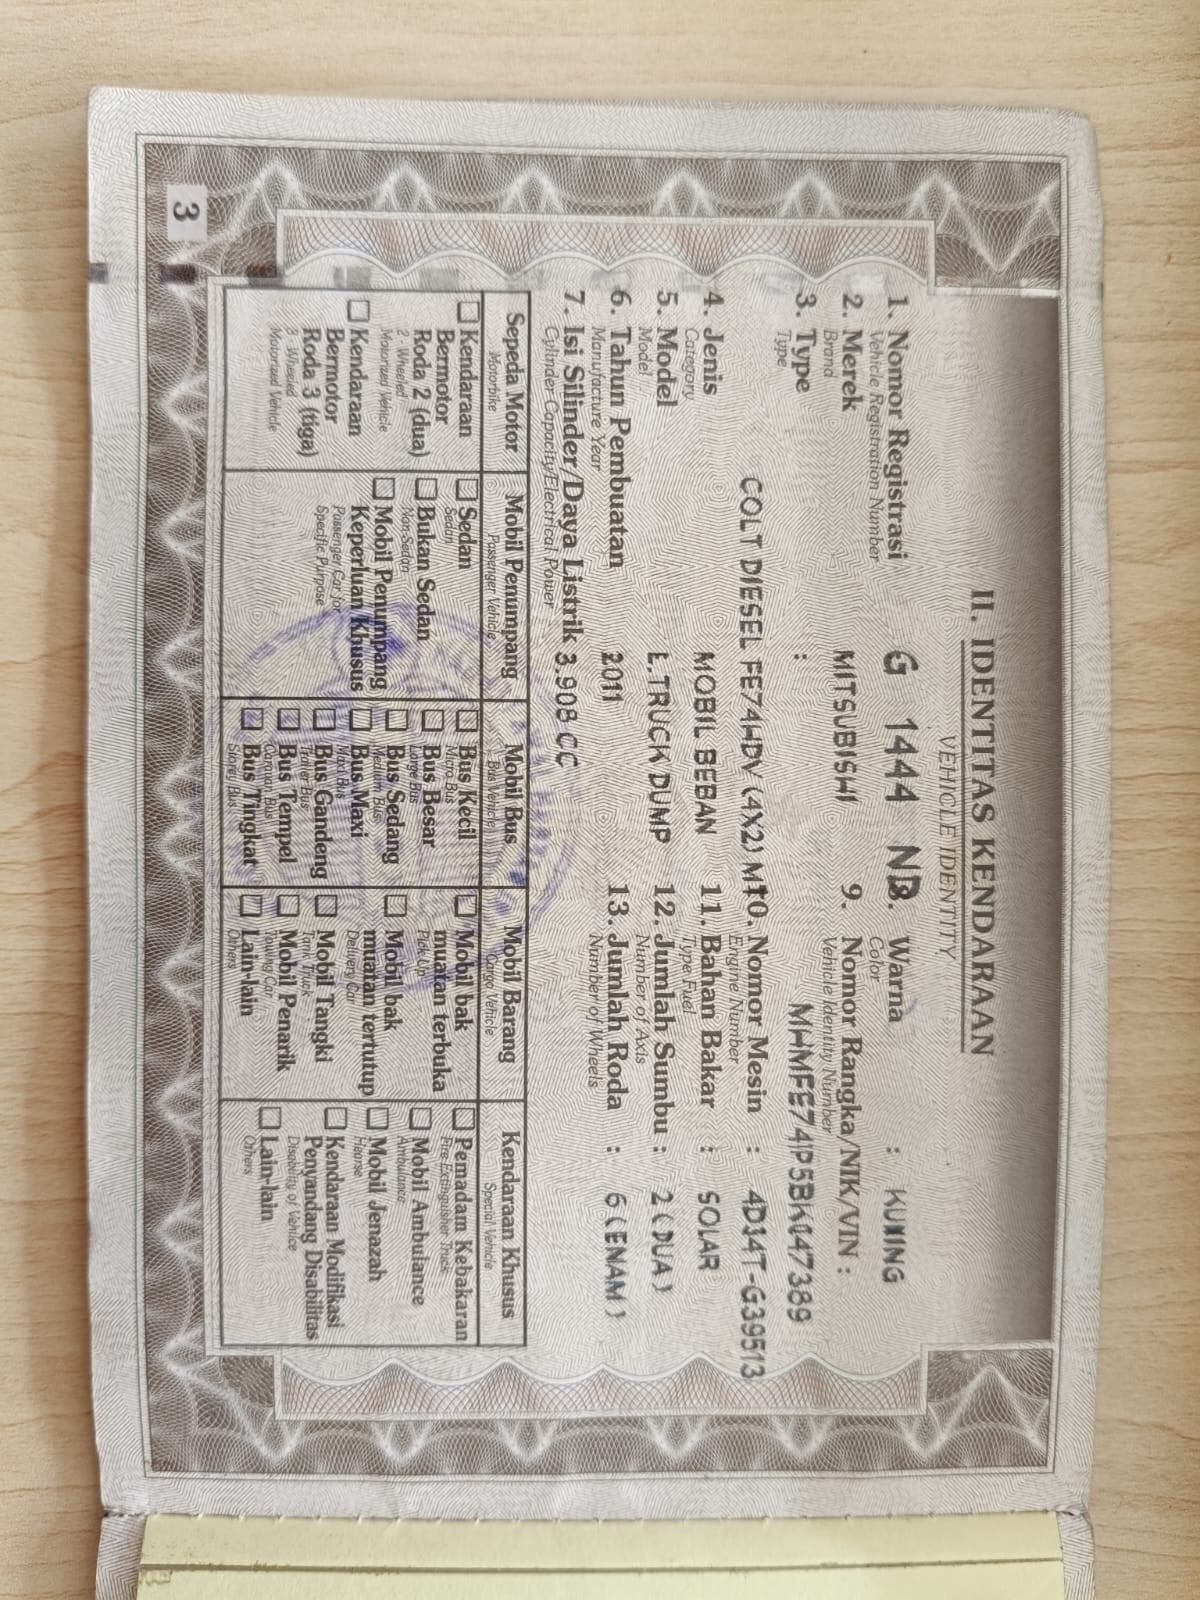 II. IDENTITAS KENDARAAN
VEHICLE IDENTITY
1. Nomor Registrasi G 1444 NB
Vehicle Registration Number
2. Merek MITSUBISHI
Brand
3. Type :
Type
COLT DIESEL FE74HDV (4X2) MT
4. Jenis MOBIL BEBAN
Category
5. Model L.TRUCK DUMP
Model
6. Tahun Pembuatan 2011
Manufacture Year
7. Isi Silinder/Daya Listrik 3.908 CC
Cylinder Capacity/Electrical Power
Warna : KUNING
Color
9. Nomor Rangka/NIK/VIN :
Vehicle Identity Number
MHMFE74P5BK047389
Nomor Mesin : 4D34T-G39513
Engine Number
11. Bahan Bakar : SOLAR
Type Fuel
12. Jumlah Sumbu : 2 (DUA)
Number of Axis
13. Jumlah Roda : 6 (ENAM)
Number of Wheels
Sepeda Motor
Motorbike
Kendaraan
Bermotor
Roda 2 (dua)
2 - Wheeled
Motorized Vehicle
Kendaraan
Bermotor
Roda 3 (tiga)
3 - Wheeled
Motorized Vehicle
Mobil Penumpang
Passenger Vehicle
Sedan
Sedan
Bukan Sedan
Non-Sedan
Mobil Penumpang
Keperluan Khusus
Passenger Car for
Specific Purpose
Mobil Bus
Bus Vehicle
Bus Kecil
Micro Bus
Bus Besar
Large Bus
Bus Sedang
Medium Bus
Bus Maxi
Maxi Bus
Bus Gandeng
Trailer Bus
Bus Tempel
Bus Tingkat
Storey Bus
Mobil Barang
Cargo Vehicle
Mobil bak
muatan terbuka
Pick Up
Mobil bak
muatan tertutup
Delivery Car
Mobil Tangki
Tank Truck
Mobil Penarik
Towing Car
Lain-lain
Others
Kendaraan Khusus
Special Vehicle
Pemadam Kebakaran
Fire Extinguisher Truck
Mobil Ambulance
Ambulance
Mobil Jenazah
Hearse
Kendaraan Modifikasi
Penyandang Disabilitas
Disability of Vehicle
Lain-lain
Others
3